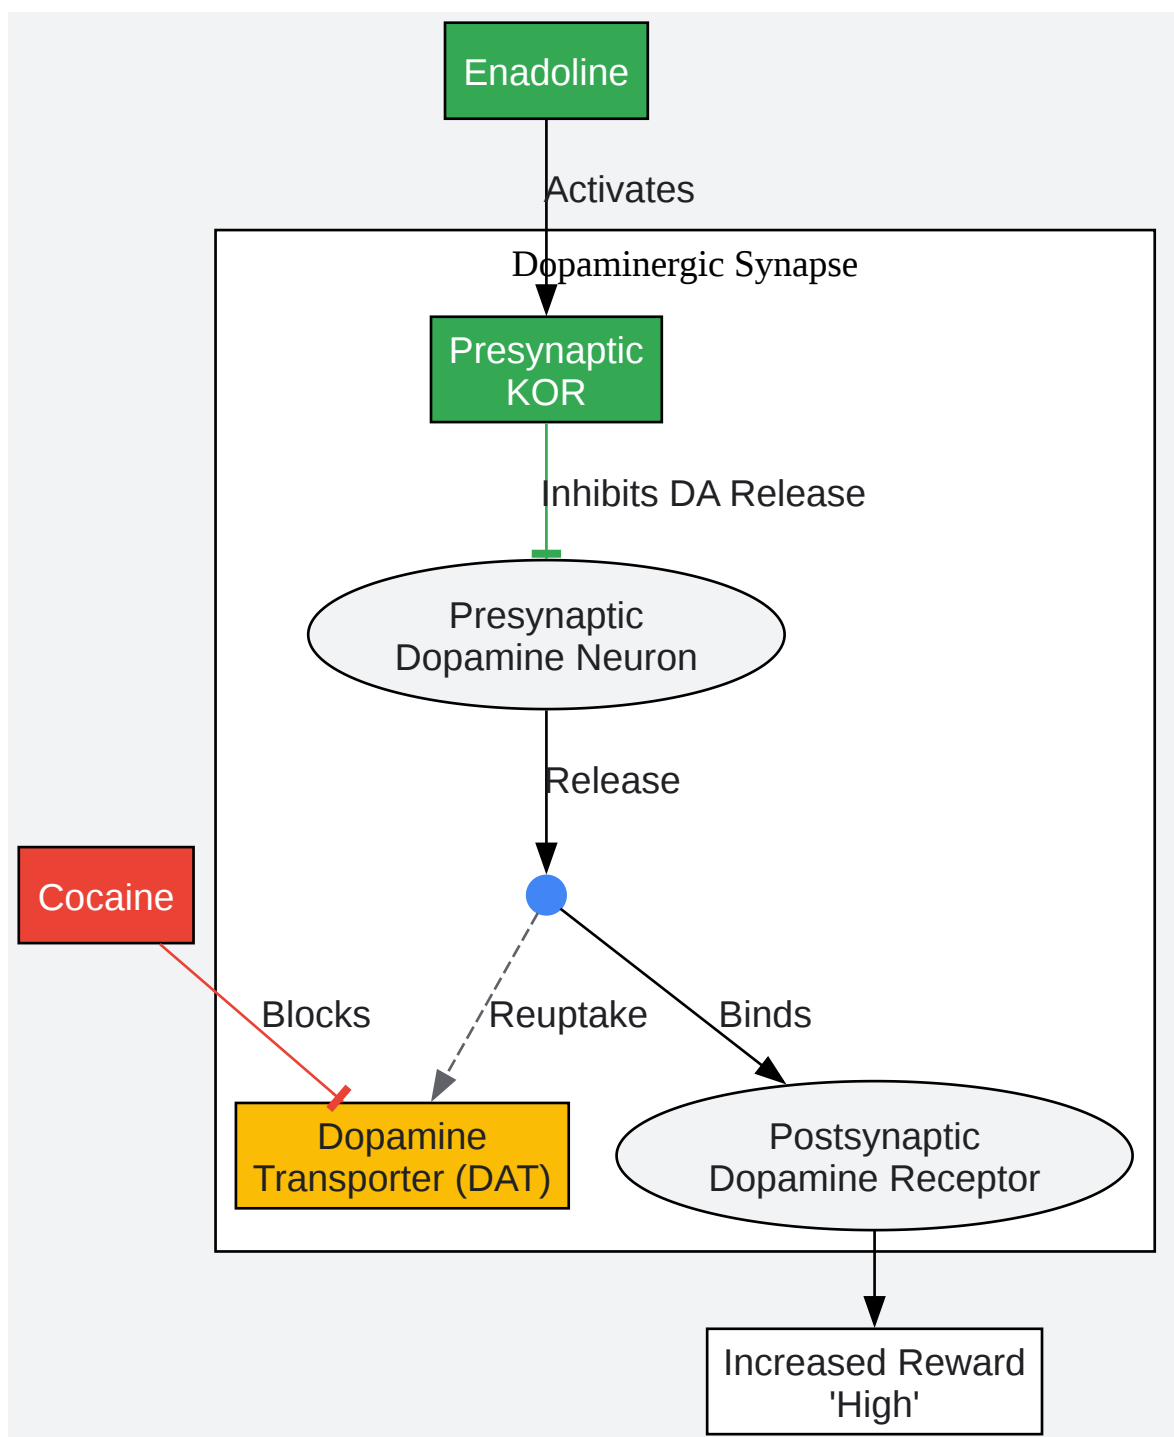 Enadoline
Activates
Dopaminergic Synapse
Presynaptic
KOR
Inhibits DA Release
Presynaptic
Dopamine Neuron
Release
Cocaine
Blocks
Reuptake
Binds
Dopamine
Transporter (DAT)
Postsynaptic
Dopamine Receptor
Increased Reward
'High'